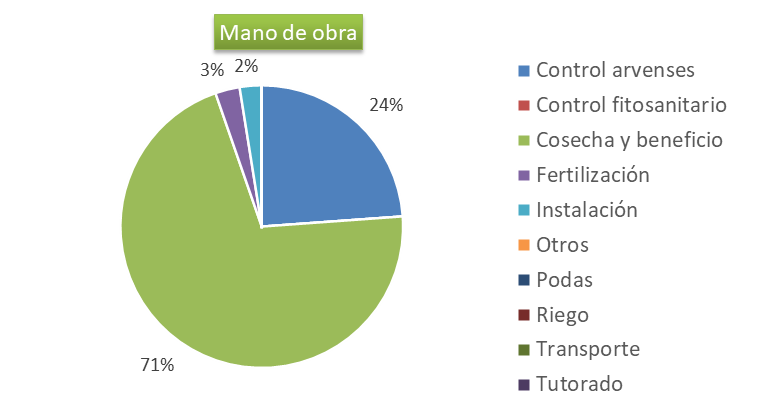 Mano de obra
3%
2%
24%
71%
Control arvenses
Control fitosanitario
Cosecha y beneficio
Fertilización
Instalación
Otros
Podas
Riego
Transporte
Tutorado